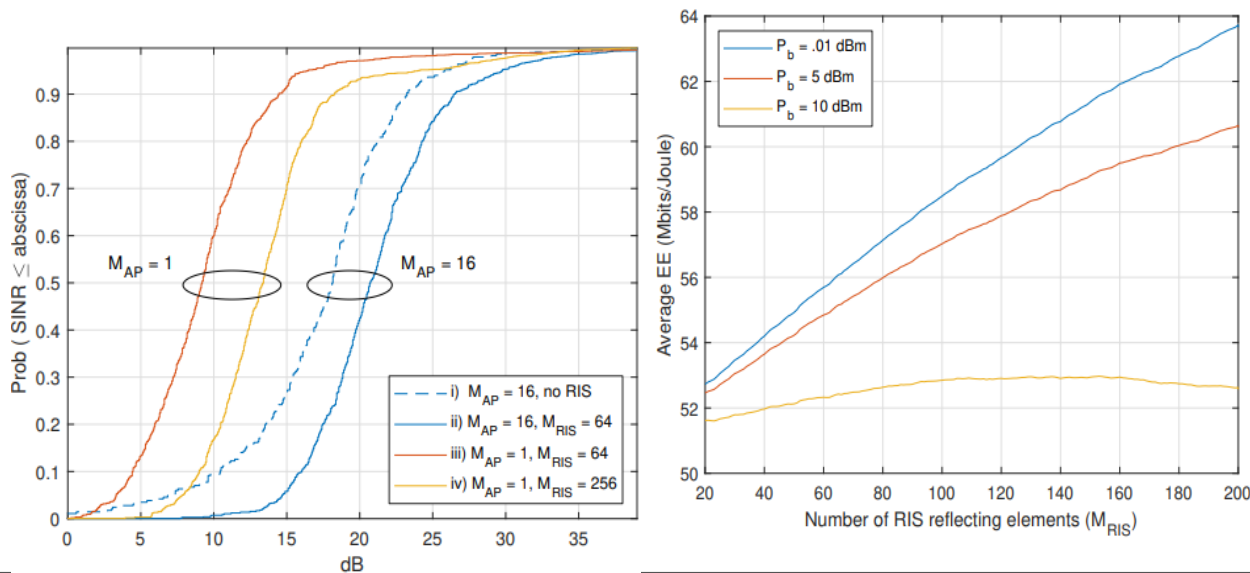 Prob ( SINR ≤ abscissa)
0.9
0.8
0.7
0.6
0.5
0.4
0.3
0.2
0.1
0
M_AP = 1
M_AP = 16
i) M_AP = 16, no RIS
ii) M_AP = 16, M_RIS = 64
iii) M_AP = 1, M_RIS = 64
iv) M_AP = 1, M_RIS = 256
0 5 10 15 20 25 30 35
dB
Average EE (Mbits/Joule)
64
62
60
58
56
54
52
50
P_b = .01 dBm
P_b = 5 dBm
P_b = 10 dBm
20 40 60 80 100 120 140 160 180 200
Number of RIS reflecting elements (M_RIS)